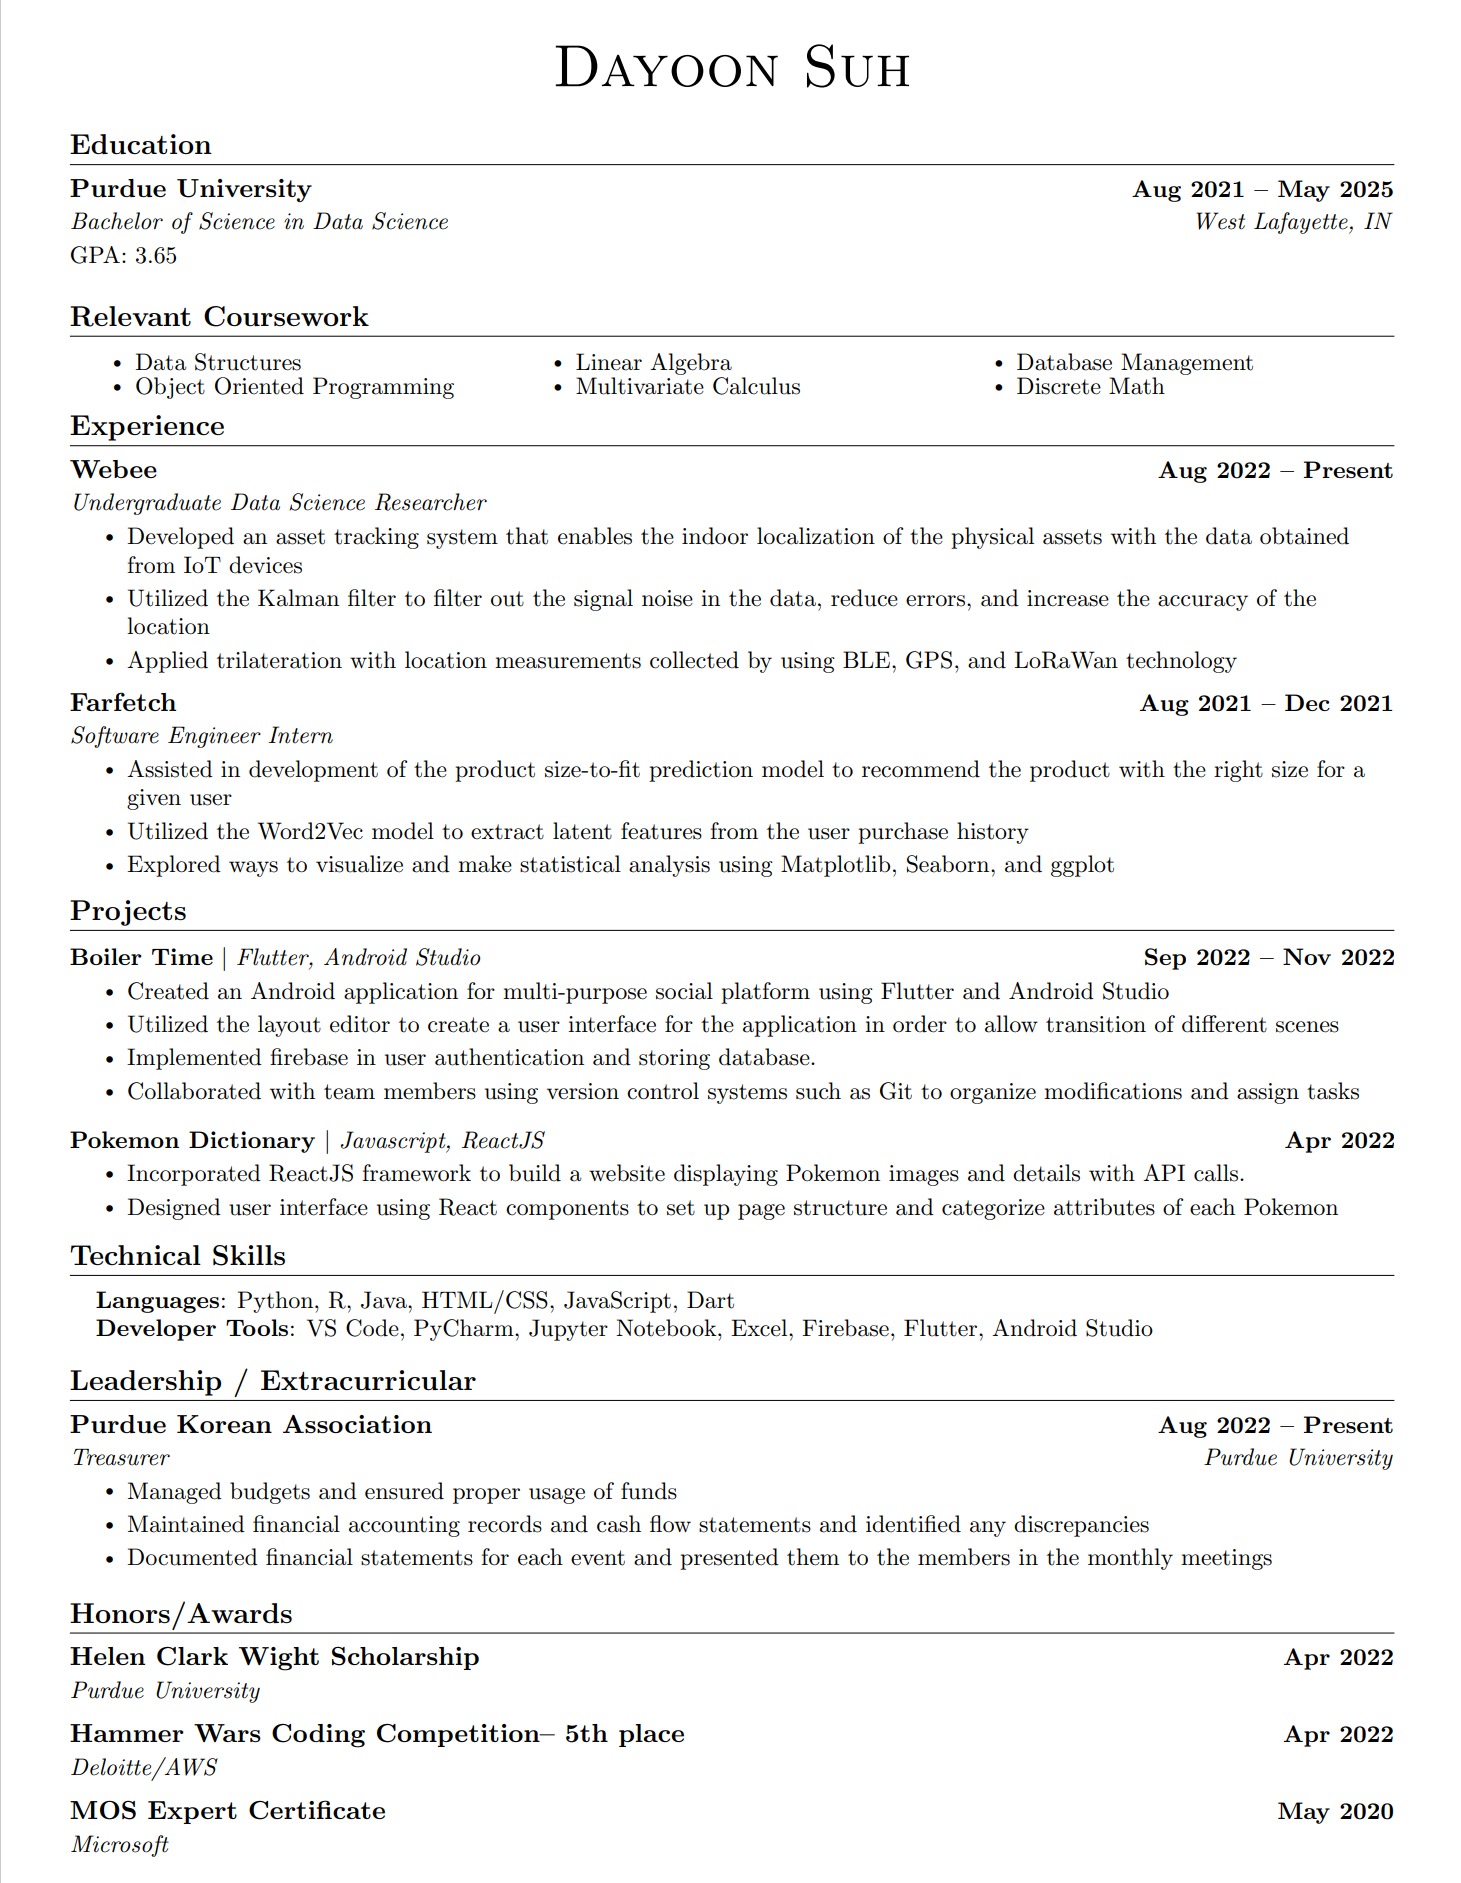 Dayoon Suh
Education
Purdue University Aug 2021 – May 2025
Bachelor of Science in Data Science West Lafayette, IN
GPA: 3.65
Relevant Coursework
• Data Structures • Linear Algebra • Database Management
• Object Oriented Programming • Multivariate Calculus • Discrete Math
Experience
Webee Aug 2022 – Present
Undergraduate Data Science Researcher
• Developed an asset tracking system that enables the indoor localization of the physical assets with the data obtained
from IoT devices
• Utilized the Kalman filter to filter out the signal noise in the data, reduce errors, and increase the accuracy of the
location
• Applied trilateration with location measurements collected by using BLE, GPS, and LoRaWan technology
Farfetch Aug 2021 – Dec 2021
Software Engineer Intern
• Assisted in development of the product size-to-fit prediction model to recommend the product with the right size for a
given user
• Utilized the Word2Vec model to extract latent features from the user purchase history
• Explored ways to visualize and make statistical analysis using Matplotlib, Seaborn, and ggplot
Projects
Boiler Time | Flutter, Android Studio Sep 2022 – Nov 2022
• Created an Android application for multi-purpose social platform using Flutter and Android Studio
• Utilized the layout editor to create a user interface for the application in order to allow transition of different scenes
• Implemented firebase in user authentication and storing database.
• Collaborated with team members using version control systems such as Git to organize modifications and assign tasks
Pokemon Dictionary | Javascript, ReactJS Apr 2022
• Incorporated ReactJS framework to build a website displaying Pokemon images and details with API calls.
• Designed user interface using React components to set up page structure and categorize attributes of each Pokemon
Technical Skills
Languages: Python, R, Java, HTML/CSS, JavaScript, Dart
Developer Tools: VS Code, PyCharm, Jupyter Notebook, Excel, Firebase, Flutter, Android Studio
Leadership / Extracurricular
Purdue Korean Association Aug 2022 – Present
Treasurer Purdue University
• Managed budgets and ensured proper usage of funds
• Maintained financial accounting records and cash flow statements and identified any discrepancies
• Documented financial statements for each event and presented them to the members in the monthly meetings
Honors/Awards
Helen Clark Wight Scholarship Apr 2022
Purdue University
Hammer Wars Coding Competition– 5th place Apr 2022
Deloitte/AWS
MOS Expert Certificate May 2020
Microsoft